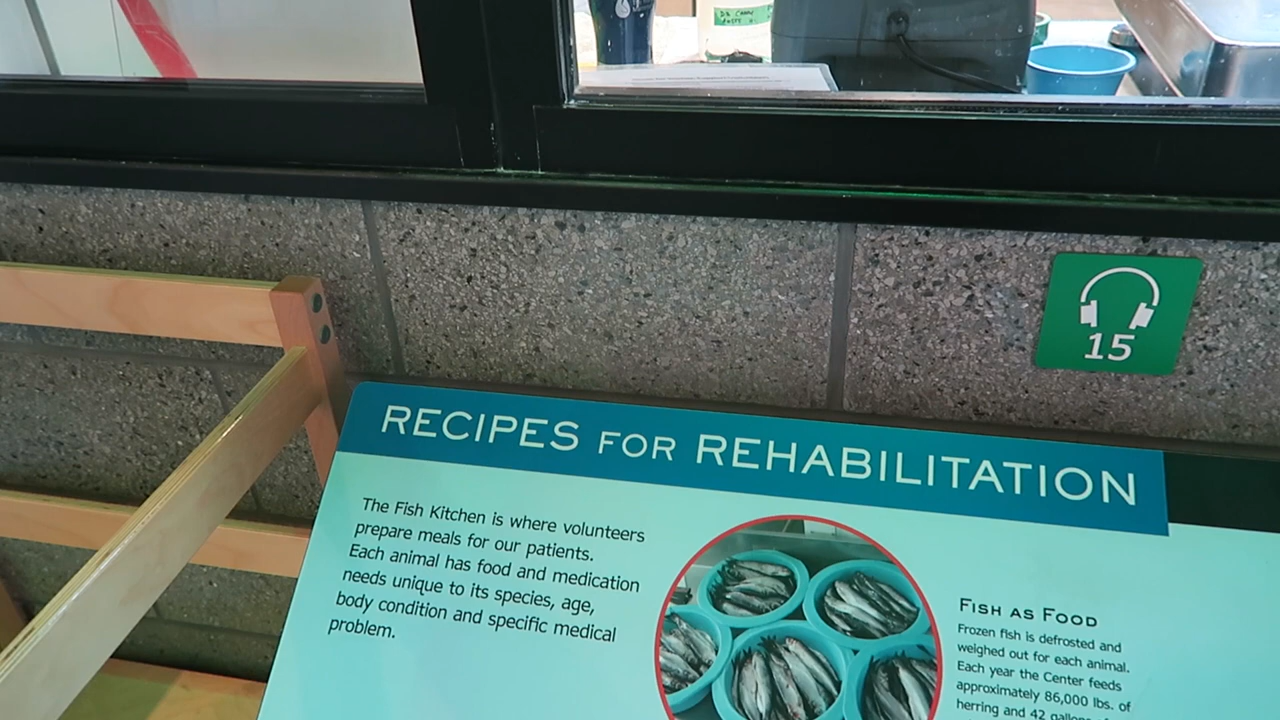 DB CHAN
15
RECIPES FOR REHABILITATION
The Fish Kitchen is where volunteers
prepare meals for our patients.
Each animal has food and medication
needs unique to its species, age,
body condition and specific medical
problem.
FISH AS FOOD
Frozen fish is defrosted and
weighed out for each animal.
Each year the Center feeds
approximately 86,000 lbs. of
herring and 42 gallons